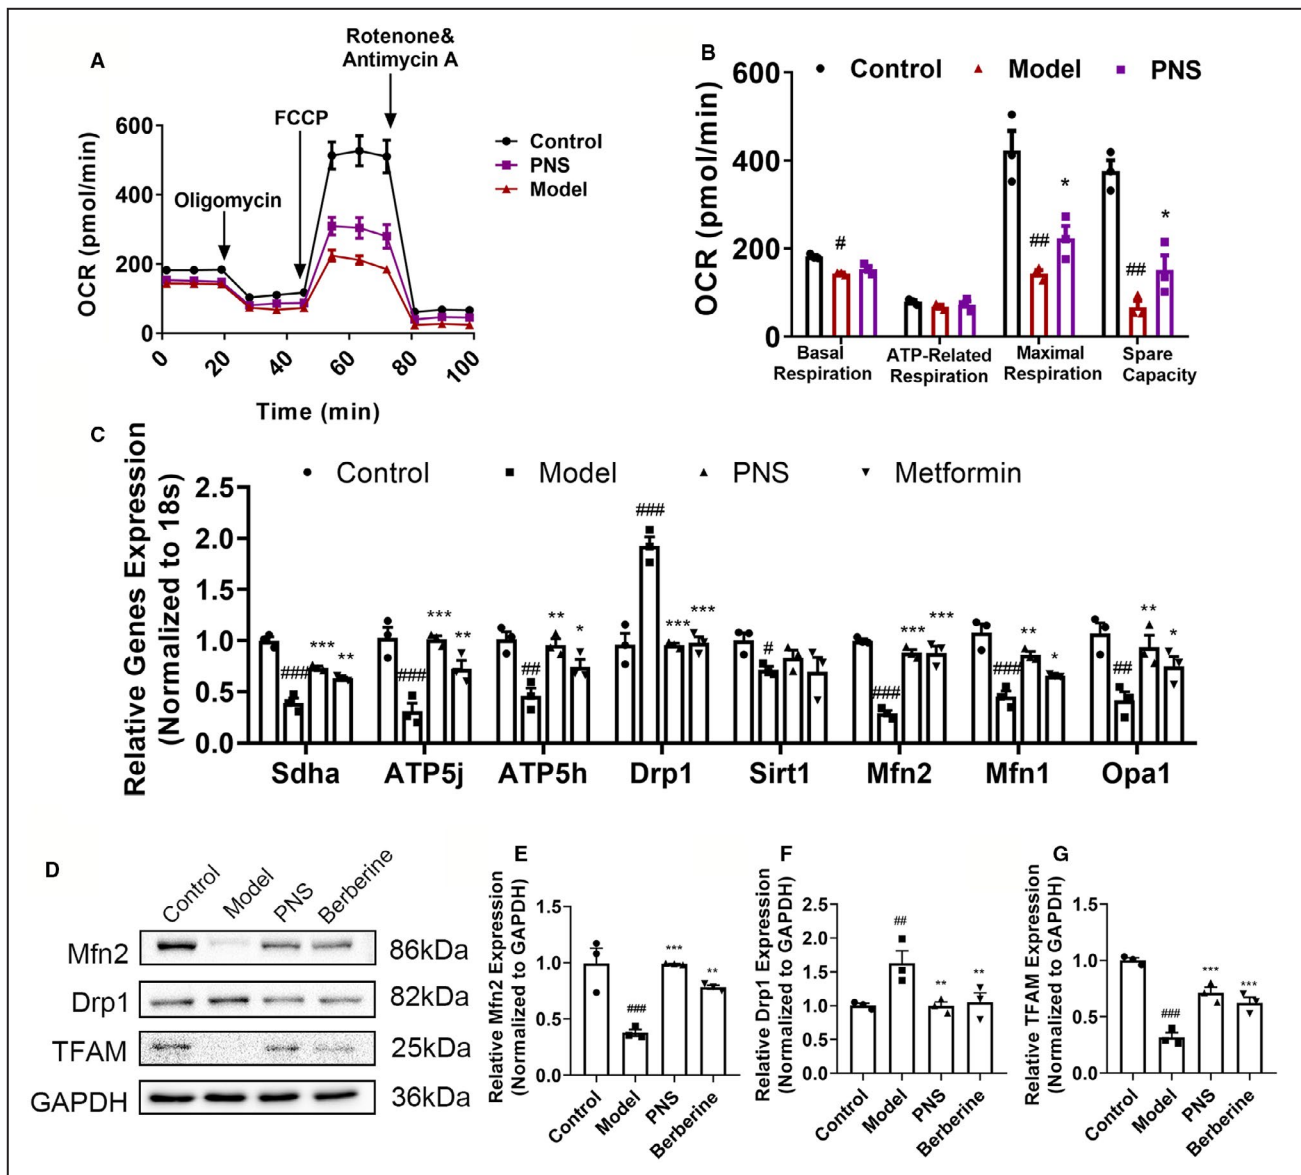 A
Rotenone&
Antimycin A
FCCP
Oligomycin
600
400
200
0
OCR (pmol/min)
0 20 40 60 80 100
Time (min)
Control
PNS
Model
B
Control Model PNS
600
400
200
0
OCR (pmol/min)
# ## * ## *
Basal
Respiration
ATP-Related
Respiration
Maximal
Respiration
Spare
Capacity
C
Control Model PNS Metformin
Relative Genes Expression
(Normalized to 18s)
2.5
2.0
1.5
1.0
0.5
0.0
### *** **
### *** **
## ** *
### *** ***
#
### *** ***
### ** *
## ** *
Sdha ATP5j ATP5h Drp1 Sirt1 Mfn2 Mfn1 Opa1
D
Control Model PNS Berberine
Mfn2 86kDa
Drp1 82kDa
TFAM 25kDa
GAPDH 36kDa
E
Relative Mfn2 Expression
(Normalized to GAPDH)
1.5
1.0
0.5
0.0
### *** **
Control Model PNS Berberine
F
Relative Drp1 Expression
(Normalized to GAPDH)
2.5
2.0
1.5
1.0
0.5
0.0
## ** **
Control Model PNS Berberine
G
Relative TFAM Expression
(Normalized to GAPDH)
1.5
1.0
0.5
0.0
### *** ***
Control Model PNS Berberine